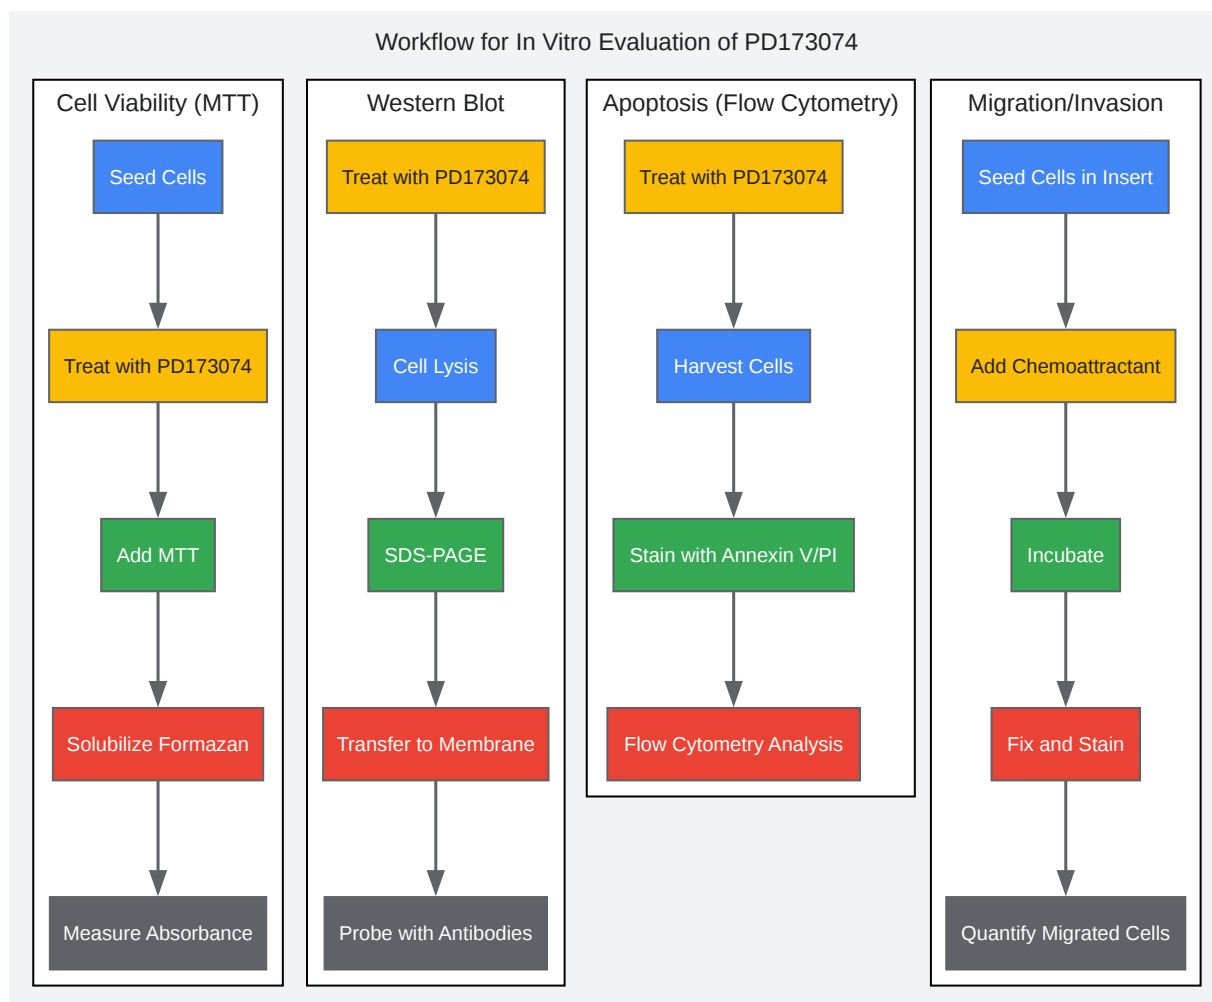 Workflow for In Vitro Evaluation of PD173074
Cell Viability (MTT)
Seed Cells
Treat with PD173074
Add MTT
Solubilize Formazan
Measure Absorbance
Western Blot
Treat with PD173074
Cell Lysis
SDS-PAGE
Transfer to Membrane
Probe with Antibodies
Apoptosis (Flow Cytometry)
Treat with PD173074
Harvest Cells
Stain with Annexin V/PI
Flow Cytometry Analysis
Migration/Invasion
Seed Cells in Insert
Add Chemoattractant
Incubate
Fix and Stain
Quantify Migrated Cells